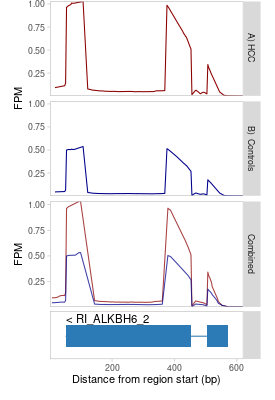 1.00
0.75
0.50
0.25
A) HCC
FPM
1.00
0.75
0.50
0.25
B) Controls
1.00
0.75
0.50
0.25
Combined
FPM
< RI_ALKBH6_2
200 400 600
Distance from region start (bp)